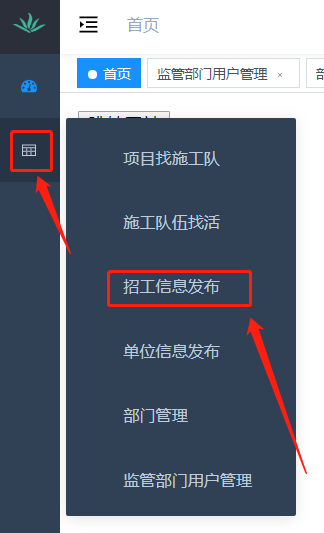 首页
首页 监管部门用户管理 ×
项目找施工队
施工队伍找活
招工信息发布
单位信息发布
部门管理
监管部门用户管理